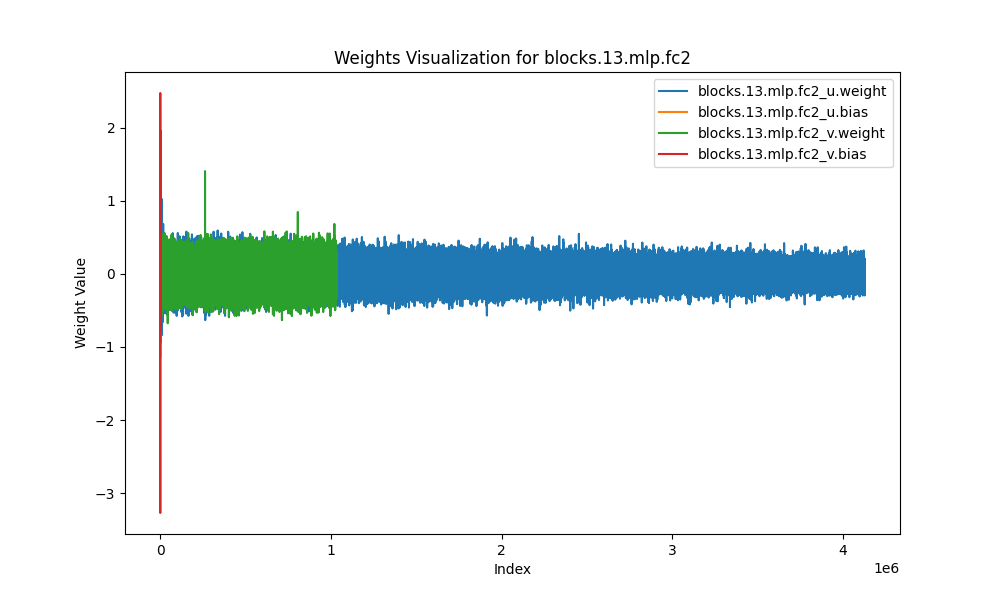 Weights Visualization for blocks.13.mlp.fc2
blocks.13.mlp.fc2_u.weight
blocks.13.mlp.fc2_u.bias
blocks.13.mlp.fc2_v.weight
blocks.13.mlp.fc2_v.bias
Weight Value
2
1
0
−1
−2
−3
0 1 2 3 4
1e6
Index